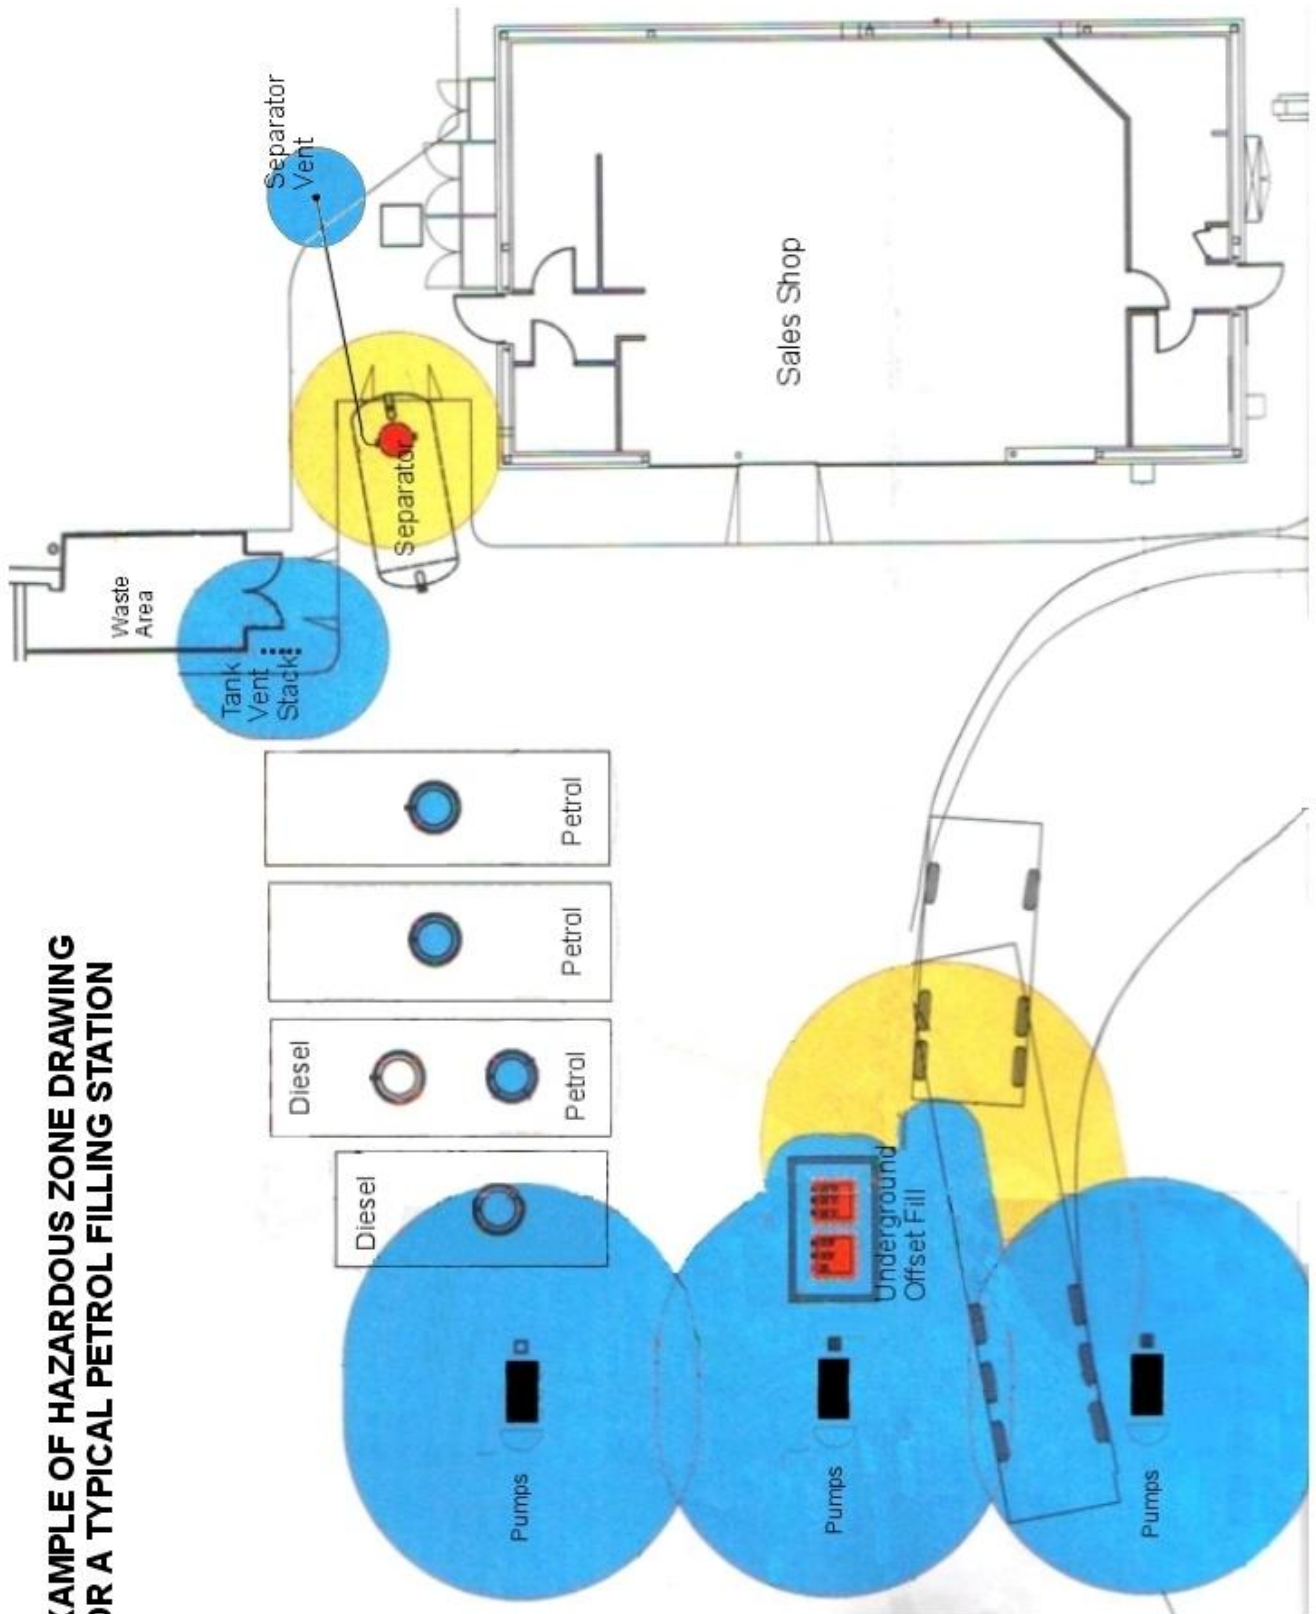 XAMPLE OF HAZARDOUS ZONE DRAWING
OR A TYPICAL PETROL FILLING STATION
Separator
Vent
Sales Shop
Separator
Waste
Area
Tank
Vent
Stack
Petrol
Petrol
Diesel
Petrol
Diesel
Underground
Offset Fill
Pumps
Pumps
Pumps